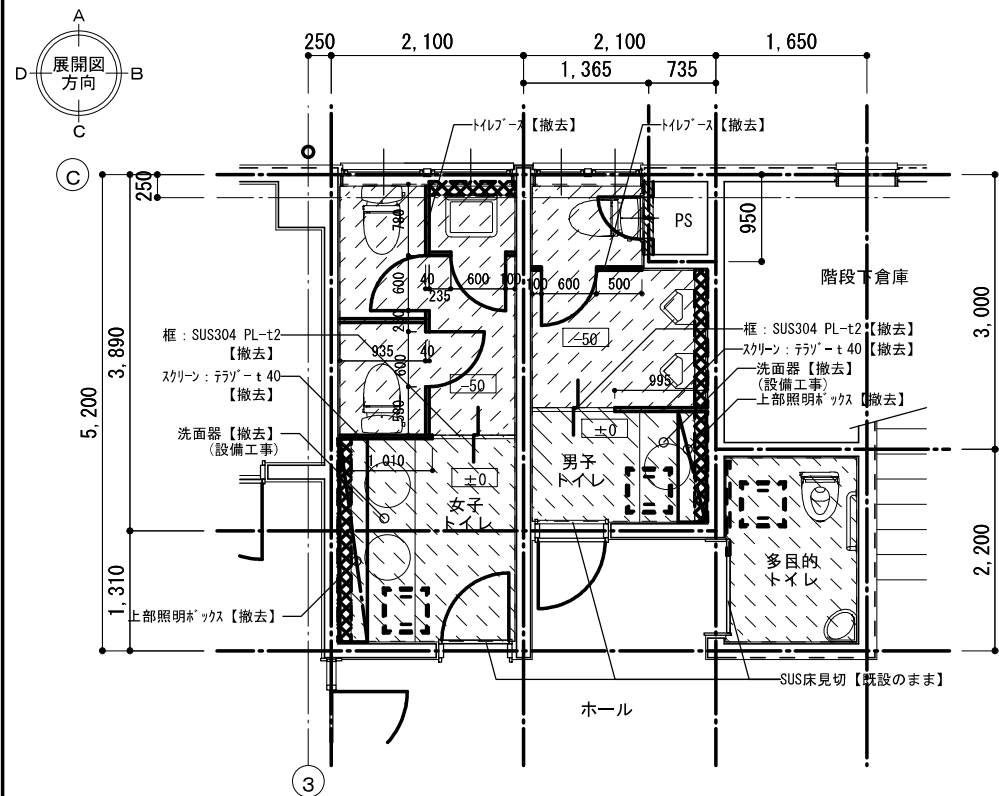 A
展開図
方向
D
B
C
250
2,100
2,100
1,650
1,365
735
トイレブース【撤去】
トイレブース【撤去】
C
250
780
PS
950
階段下倉庫
600
40
600
100
100
600
500
235
3,000
3,890
230
-50
框：SUS304 PL-t2
【撤去】
框：SUS304 PL-t2【撤去】
935
40
スクリーン：テラゾー t 40
【撤去】
スクリーン：テラゾー t 40【撤去】
600
-50
995
洗面器【撤去】
(設備工事)
上部照明ボックス【撤去】
5,200
580
洗面器【撤去】
(設備工事)
±0
1,010
男子
トイレ
±0
女子
トイレ
多目的
トイレ
2,200
1,310
上部照明ボックス【撤去】
SUS床見切【既設のまま】
ホール
3